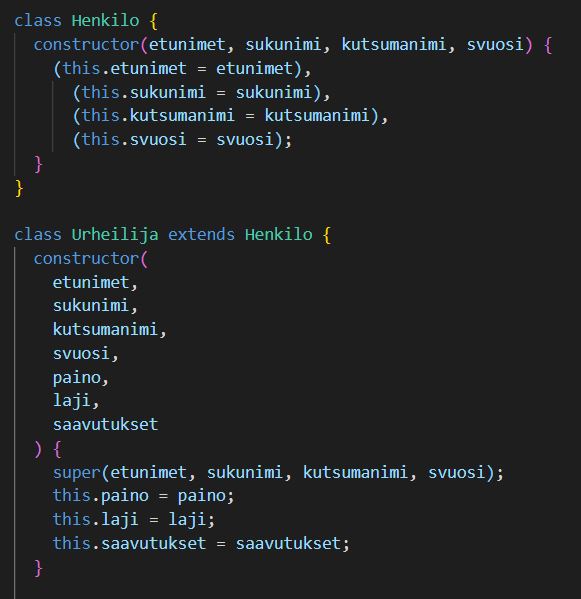 class Henkilo {
  constructor(etunimet, sukunimi, kutsumanimi, svuosi) {
    (this.etunimet = etunimet),
      (this.sukunimi = sukunimi),
      (this.kutsumanimi = kutsumanimi),
      (this.svuosi = svuosi);
  }
}

class Urheilija extends Henkilo {
  constructor(
    etunimet,
    sukunimi,
    kutsumanimi,
    svuosi,
    paino,
    laji,
    saavutukset
  ) {
    super(etunimet, sukunimi, kutsumanimi, svuosi);
    this.paino = paino;
    this.laji = laji;
    this.saavutukset = saavutukset;
  }